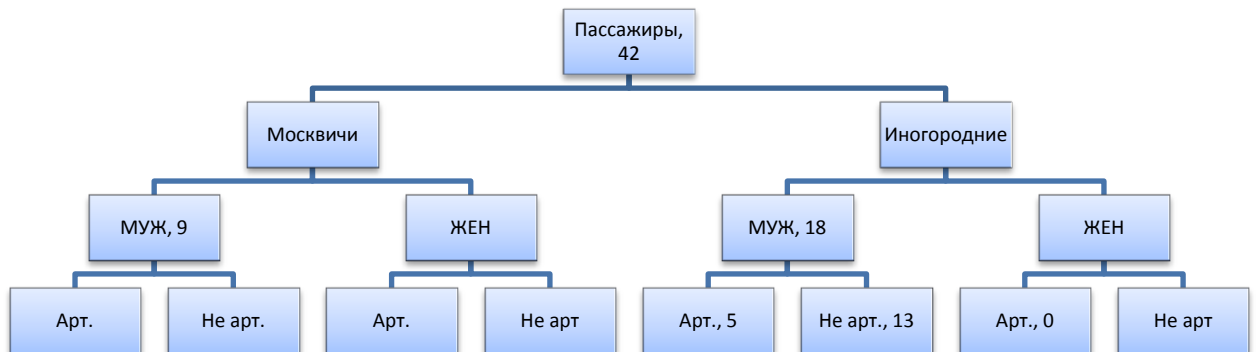 Пассажиры,
42
Москвичи
Иногородние
МУЖ, 9
ЖЕН
МУЖ, 18
ЖЕН
Арт.
Не арт.
Арт.
Не арт
Арт., 5
Не арт., 13
Арт., 0
Не арт